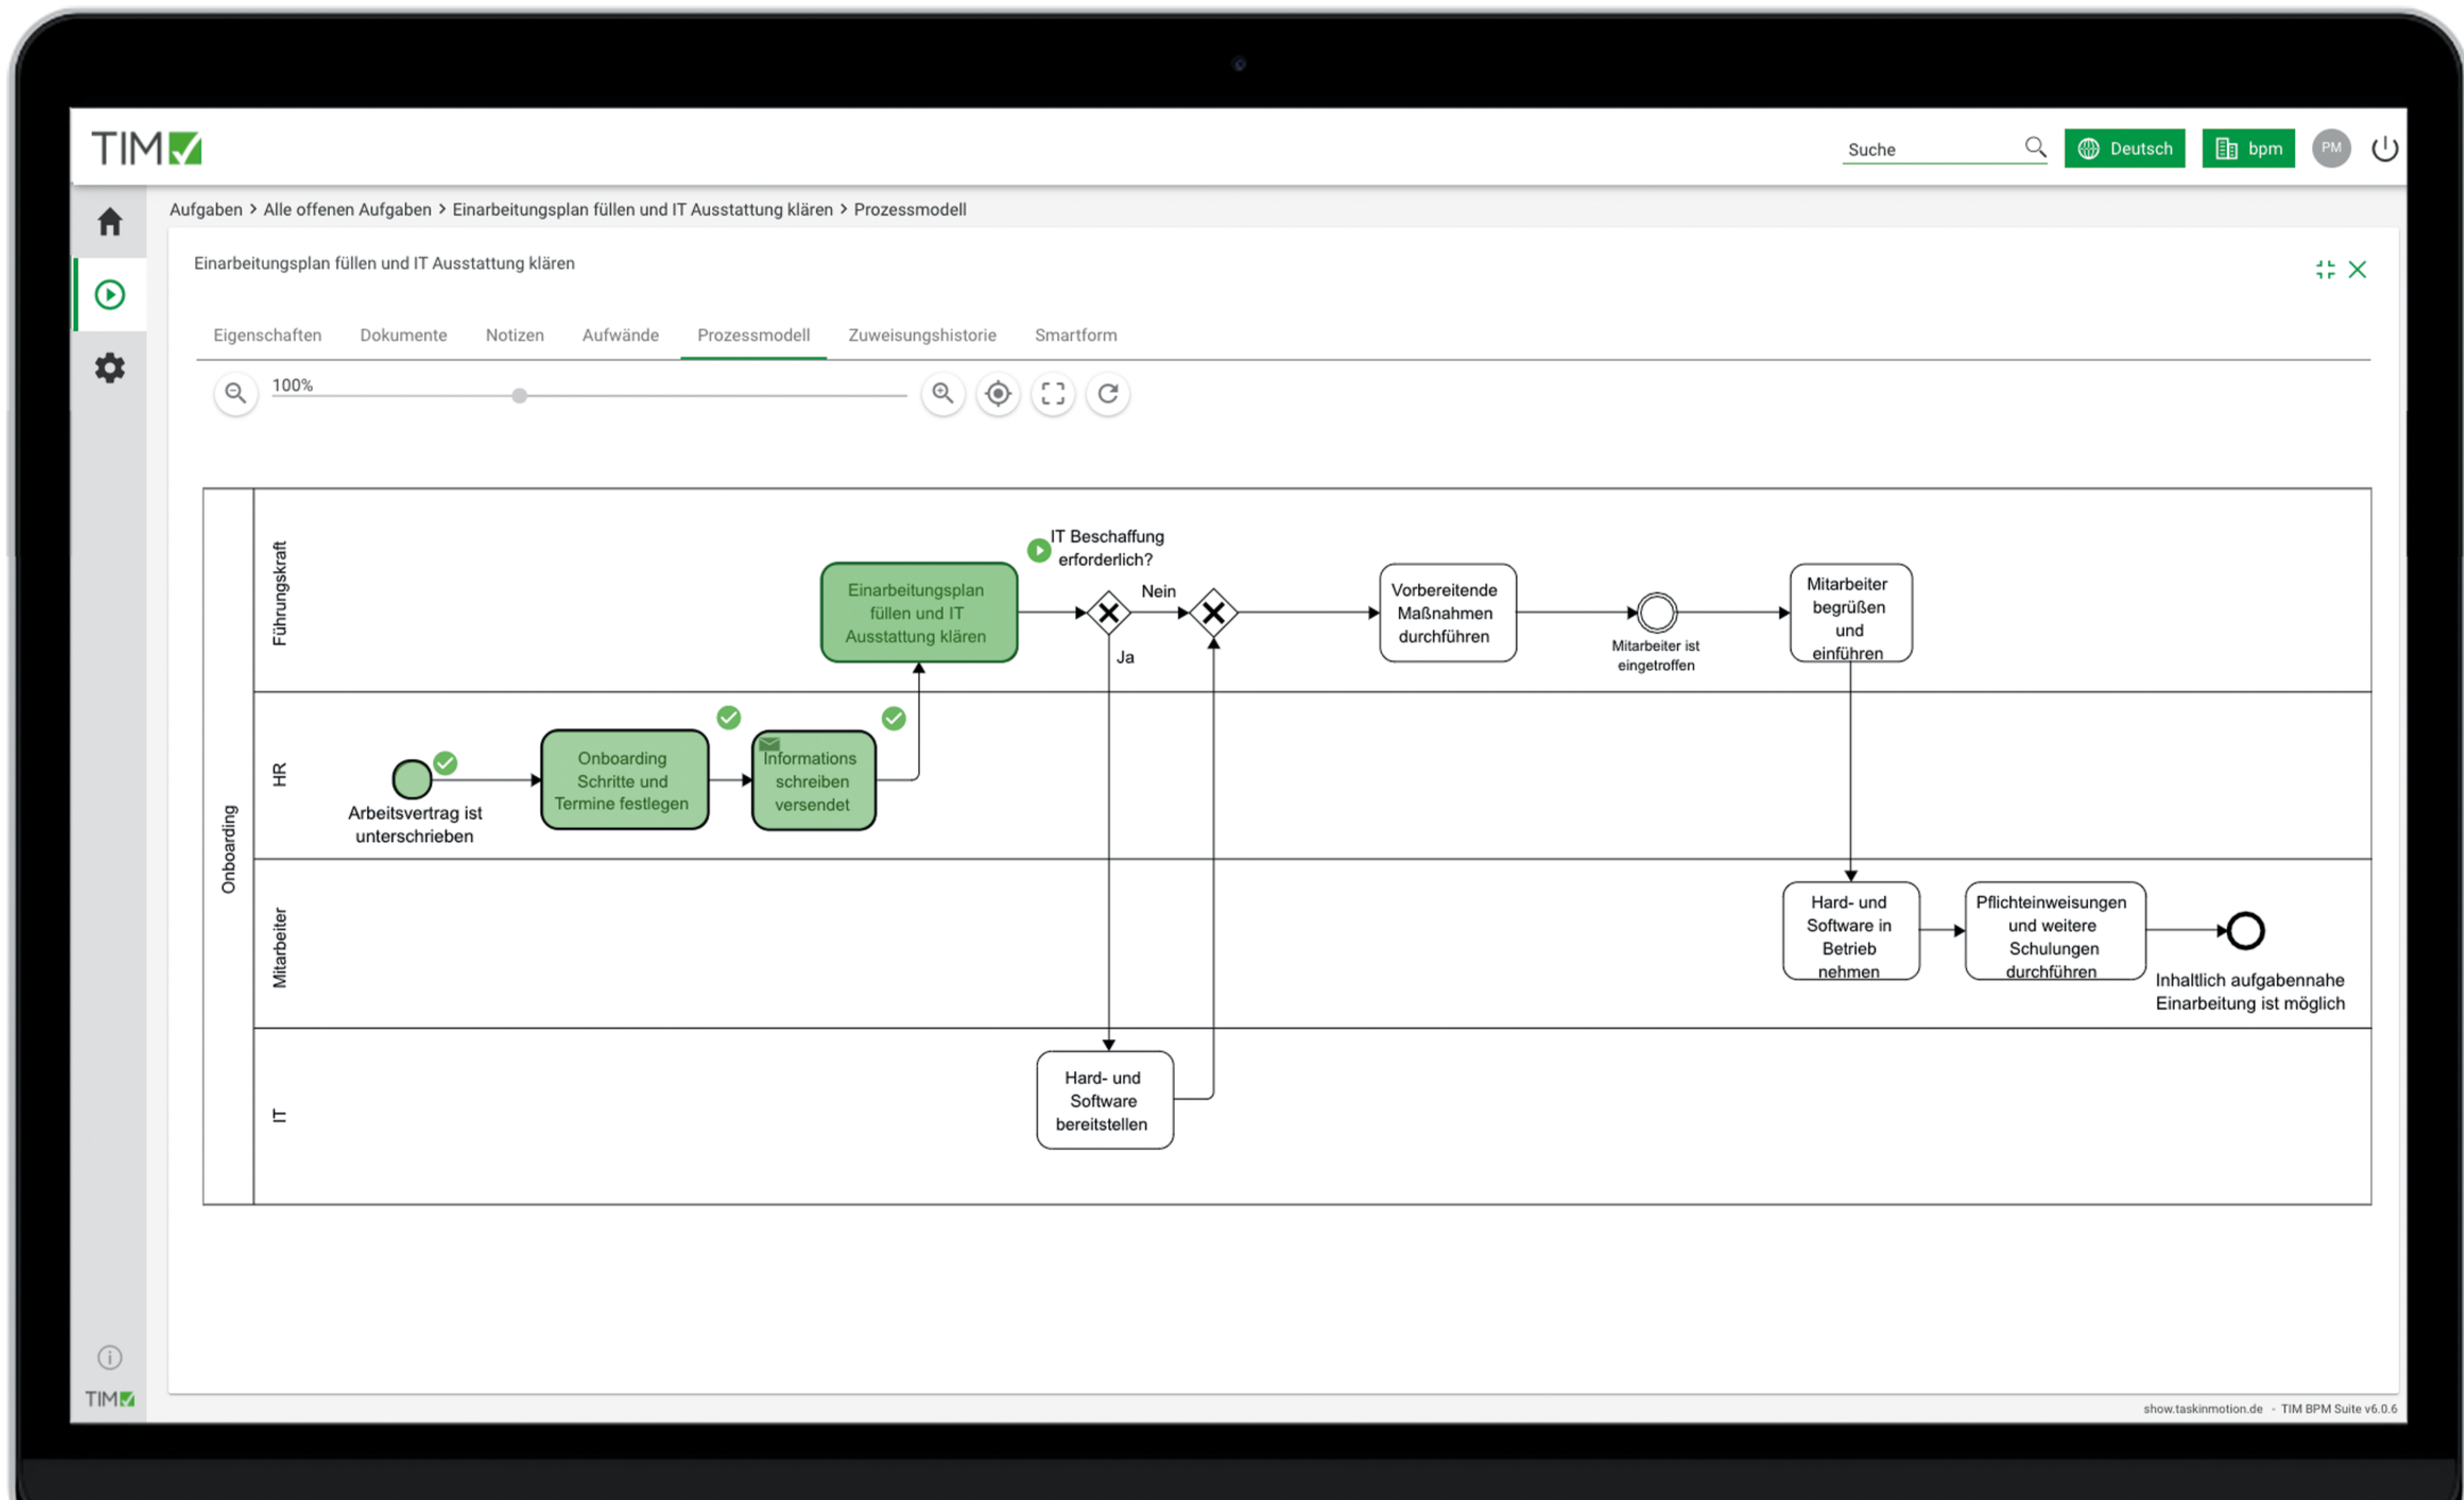 TIM
Suche
Deutsch
bpm
PM
Aufgaben > Alle offenen Aufgaben > Einarbeitungsplan füllen und IT Ausstattung klären > Prozessmodell
Einarbeitungsplan füllen und IT Ausstattung klären
Eigenschaften Dokumente Notizen Aufwände Prozessmodell Zuweisungshistorie Smartform
100%
Onboarding
Führungskraft
Einarbeitungsplan
füllen und IT
Ausstattung klären
IT Beschaffung
erforderlich?
Nein
Ja
Vorbereitende
Maßnahmen
durchführen
Mitarbeiter ist
eingetroffen
Mitarbeiter
begrüßen
und
einführen
HR
Arbeitsvertrag ist
unterschrieben
Onboarding
Schritte und
Termine festlegen
Informations
schreiben
versendet
Mitarbeiter
Hard- und
Software in
Betrieb
nehmen
Pflichteinweisungen
und weitere
Schulungen
durchführen
Inhaltlich aufgabennahe
Einarbeitung ist möglich
IT
Hard- und
Software
bereitstellen
TIM
show.taskinmotion.de - TIM BPM Suite v6.0.6